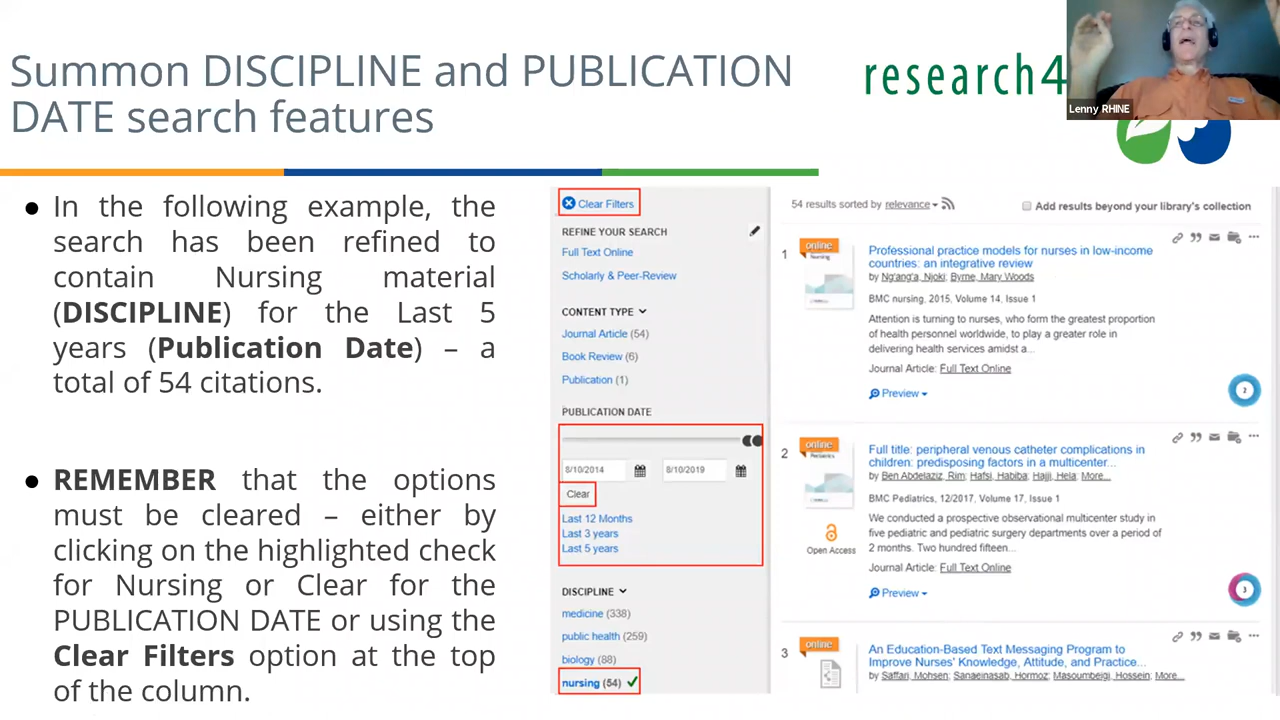 Summon DISCIPLINE and PUBLICATION
DATE search features
research4
Lenny RHINE
● In the following example, the
search has been refined to
contain Nursing material
(DISCIPLINE) for the Last 5
years (Publication Date) – a
total of 54 citations.
● REMEMBER that the options
must be cleared – either by
clicking on the highlighted check
for Nursing or Clear for the
PUBLICATION DATE or using the
Clear Filters option at the top
of the column.
Clear Filters
REFINE YOUR SEARCH
Full Text Online
Scholarly & Peer-Review
CONTENT TYPE
Journal Article (54)
Book Review (6)
Publication (1)
PUBLICATION DATE
8/10/2014 8/10/2019
Clear
Last 12 Months
Last 3 years
Last 5 years
DISCIPLINE
medicine (338)
public health (259)
biology (88)
nursing (54)
54 results sorted by relevance
Add results beyond your library's collection
1
online
Nursing
Professional practice models for nurses in low-income
countries: an integrative review
by Ng'ang'a, Njoki; Byrne, Mary Woods
BMC nursing, 2015, Volume 14, Issue 1
Attention is turning to nurses, who form the greatest proportion
of health personnel worldwide, to play a greater role in
delivering health services amidst a...
Journal Article: Full Text Online
Preview
2
2
online
Pediatrics
Open Access
Full title: peripheral venous catheter complications in
children: predisposing factors in a multicenter...
by Ben Abdelaziz, Rim; Hafsi, Habiba; Hajji, Hela; More...
BMC Pediatrics, 12/2017, Volume 17, Issue 1
We conducted a prospective observational multicenter study in
five pediatric and pediatric surgery departments over a period of
2 months. Two hundred fifteen...
Journal Article: Full Text Online
Preview
3
3
online
An Education-Based Text Messaging Program to
Improve Nurses' Knowledge, Attitude, and Practice...
by Saffari, Mohsen; Sanaeinasab, Hormoz; Masoumbeigi, Hossein; More...